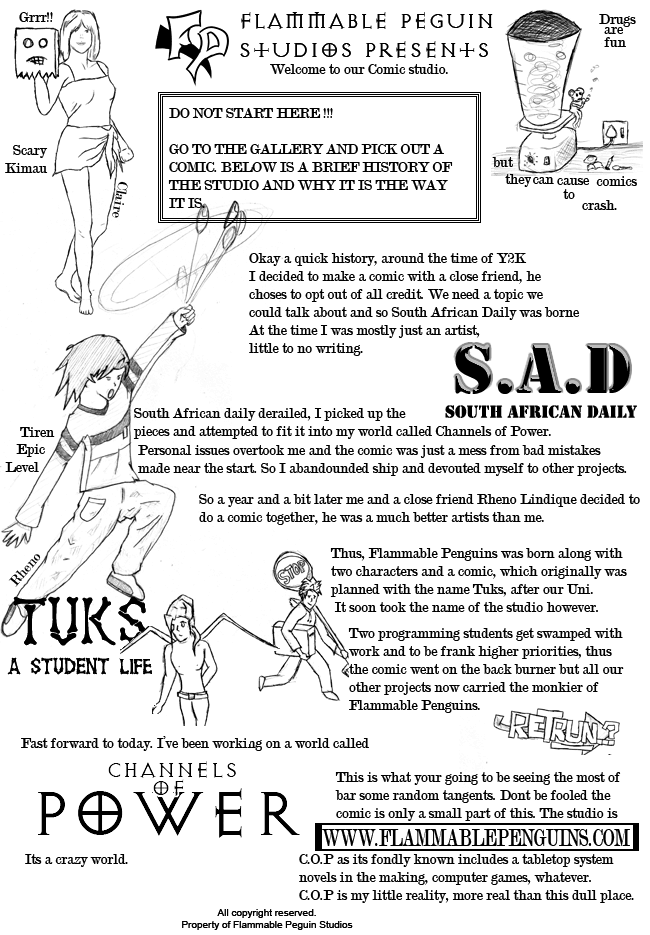 Grrr!!
FLAMMABLE PEGUIN
STUDIOS PRESENTS
Welcome to our Comic studio.
FP
Drugs
are
fun
Scary
Kimau
Claire
DO NOT START HERE !!!
GO TO THE GALLERY AND PICK OUT A
COMIC. BELOW IS A BRIEF HISTORY OF
THE STUDIO AND WHY IT IS THE WAY
IT IS.
but
they can cause comics
to
crash.
Okay a quick history, around the time of Y2K
I decided to make a comic with a close friend, he
choses to opt out of all credit. We need a topic we
could talk about and so South African Daily was borne
At the time I was mostly just an artist,
little to no writing.
S.A.D
SOUTH AFRICAN DAILY
Tiren
Epic
Level
South African daily derailed, I picked up the
pieces and attempted to fit it into my world called Channels of Power.
Personal issues overtook me and the comic was just a mess from bad mistakes
made near the start. So I abandounded ship and devouted myself to other projects.
So a year and a bit later me and a close friend Rheno Lindique decided to
do a comic together, he was a much better artists than me.
Rheno
STOP
Thus, Flammable Penguins was born along with
two characters and a comic, which originally was
planned with the name Tuks, after our Uni.
It soon took the name of the studio however.
TUKS
A STUDENT LIFE
Two programming students get swamped with
work and to be frank higher priorities, thus
the comic went on the back burner but all our
other projects now carried the monkier of
Flammable Penguins.
RETRUN?
Fast forward to today. I've been working on a world called
CHANNELS
OF
POWER
This is what your going to be seeing the most of
bar some random tangents. Dont be fooled the
comic is only a small part of this. The studio is
WWW.FLAMMABLEPENGUINS.COM
Its a crazy world.
C.O.P as its fondly known includes a tabletop system
novels in the making, computer games, whatever.
C.O.P is my little reality, more real than this dull place.
All copyright reserved.
Property of Flammable Peguin Studios